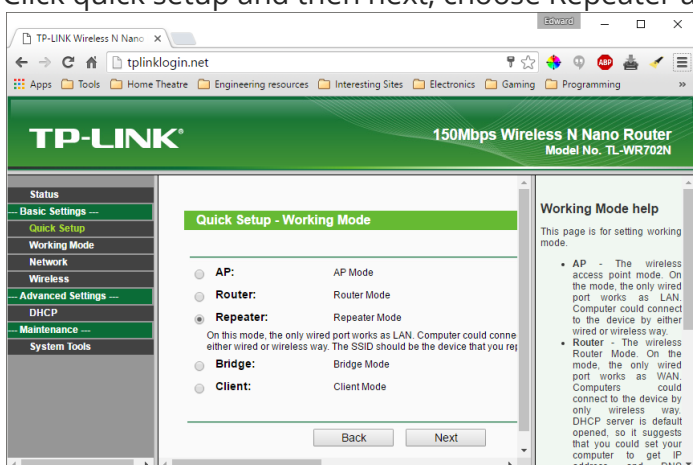 Click quick setup and then next, choose Repeater a
Edward
TP-LINK Wireless N Nano
tplinklogin.net
ABP
Apps Tools Home Theatre Engineering resources Interesting Sites Electronics Gaming Programming »
TP-LINK®
150Mbps Wireless N Nano Router
Model No. TL-WR702N
Status
--- Basic Settings ---
Quick Setup
Working Mode
Network
Wireless
--- Advanced Settings ---
DHCP
--- Maintenance ---
System Tools
Quick Setup - Working Mode
AP: AP Mode
Router: Router Mode
Repeater: Repeater Mode
On this mode, the only wired port works as LAN. Computer could conne
either wired or wireless way. The SSID should be the device that you rep
Bridge: Bridge Mode
Client: Client Mode
Back Next
Working Mode help
This page is for setting working
mode.
• AP - The wireless
access point mode. On
the mode, the only wired
port works as LAN.
Computer could connect
to the device by either
wired or wireless way.
• Router - The wireless
Router Mode. On the
mode, the only wired
port works as WAN.
Computers could
connect to the device by
only wireless way.
DHCP server is default
opened, so it suggests
that you could set your
computer to get IP
address and DNS